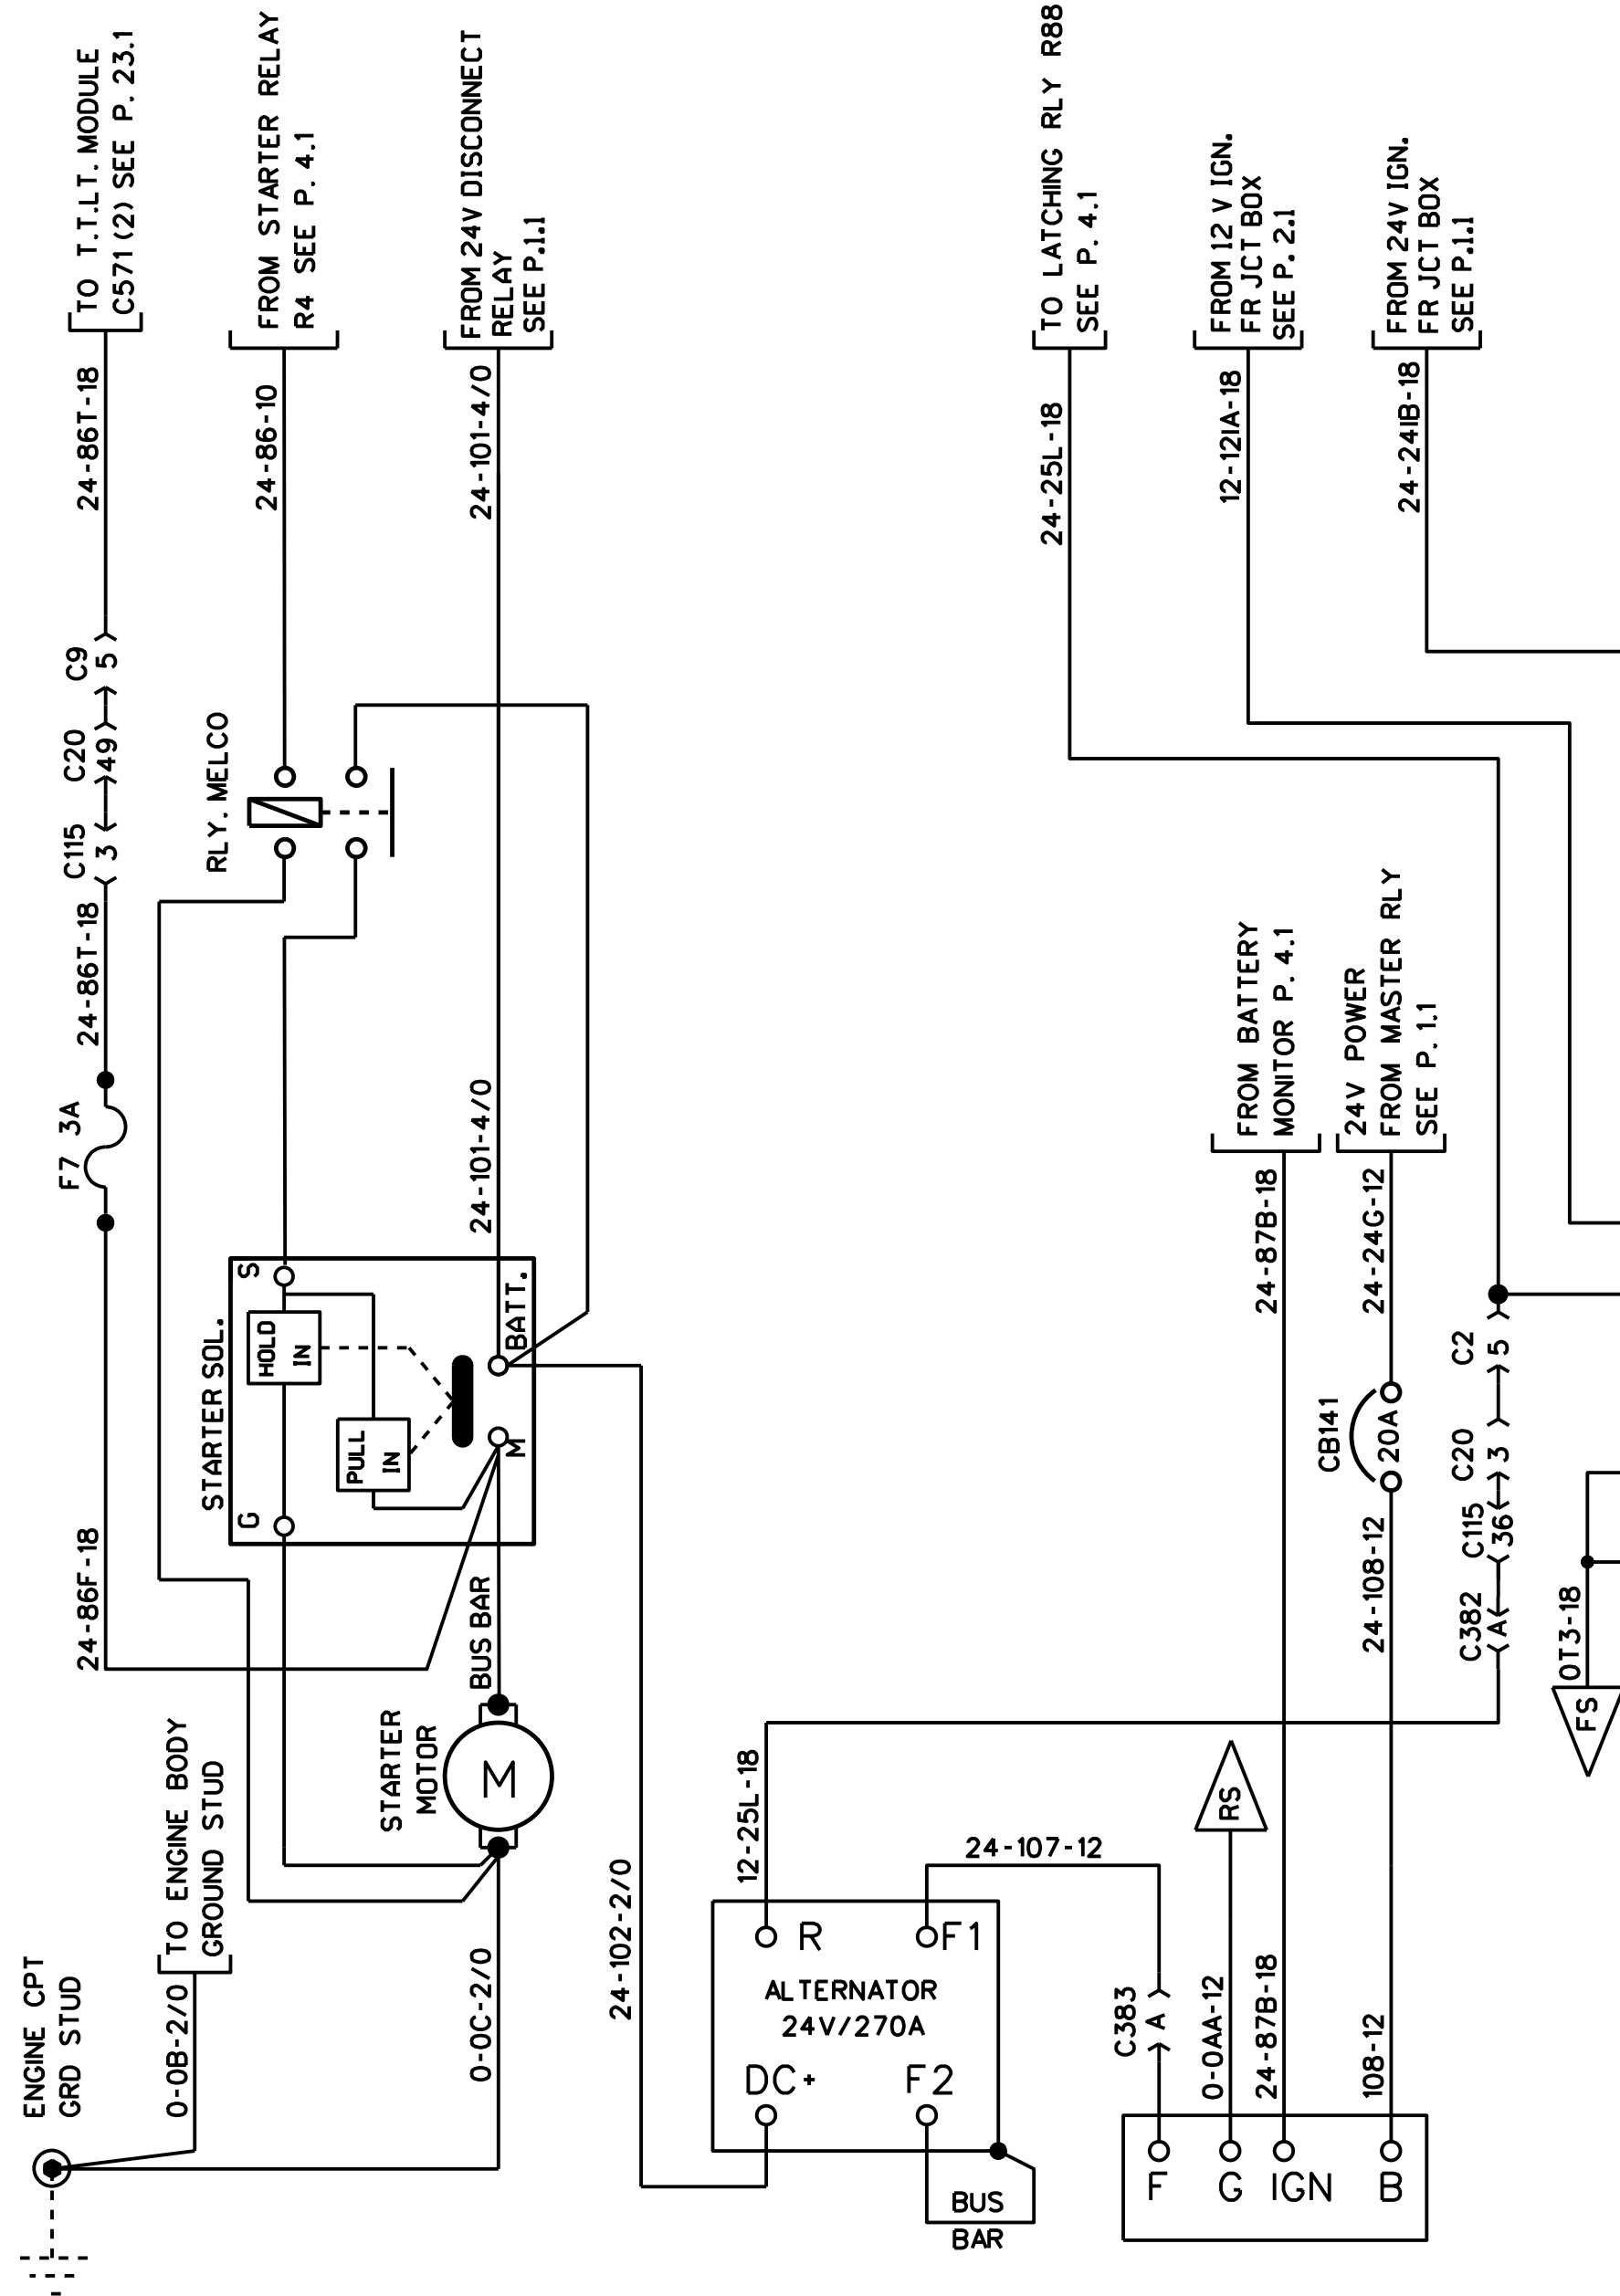 TO T.T.LT. MODULE
C571 (2) SEE P. 23.1
24-86T-18
C9
5
C20
49
C115
3
24-86T-18
F7 3A
24-86F-18
FROM STARTER RELAY
R4 SEE P. 4.1
24-86-10
RLY. MELCO
FROM 24V DISCONNECT
RELAY
SEE P.1.1
24-101-4/0
24-101-4/0
STARTER SOL.
S
HOLD
IN
PULL
IN
G
BATT.
M
BUS BAR
STARTER
MOTOR
M
TO ENGINE BODY
GROUND STUD
0-0B-2/0
ENGINE CPT
GRD STUD
0-0C-2/0
24-102-2/0
TO LATCHING RLY R88
SEE P. 4.1
24-25L-18
FROM 12 V IGN.
FR JCT BOX
SEE P. 2.1
12-12IA-18
FROM 24V IGN.
FR JCT BOX
SEE P.1.1
24-24IB-18
FROM BATTERY
MONITOR P. 4.1
24-87B-18
24V POWER
FROM MASTER RLY
SEE P. 1.1
24-24G-12
CB141
20A
24-108-12
C2
5
C20
3
C115
36
C382
A
0T3-18
FS
12-25L-18
R
F1
ALTERNATOR
24V/270A
DC+
F2
BUS
BAR
24-107-12
RS
C383
A
0-0AA-12
24-87B-18
108-12
F
G
IGN
B